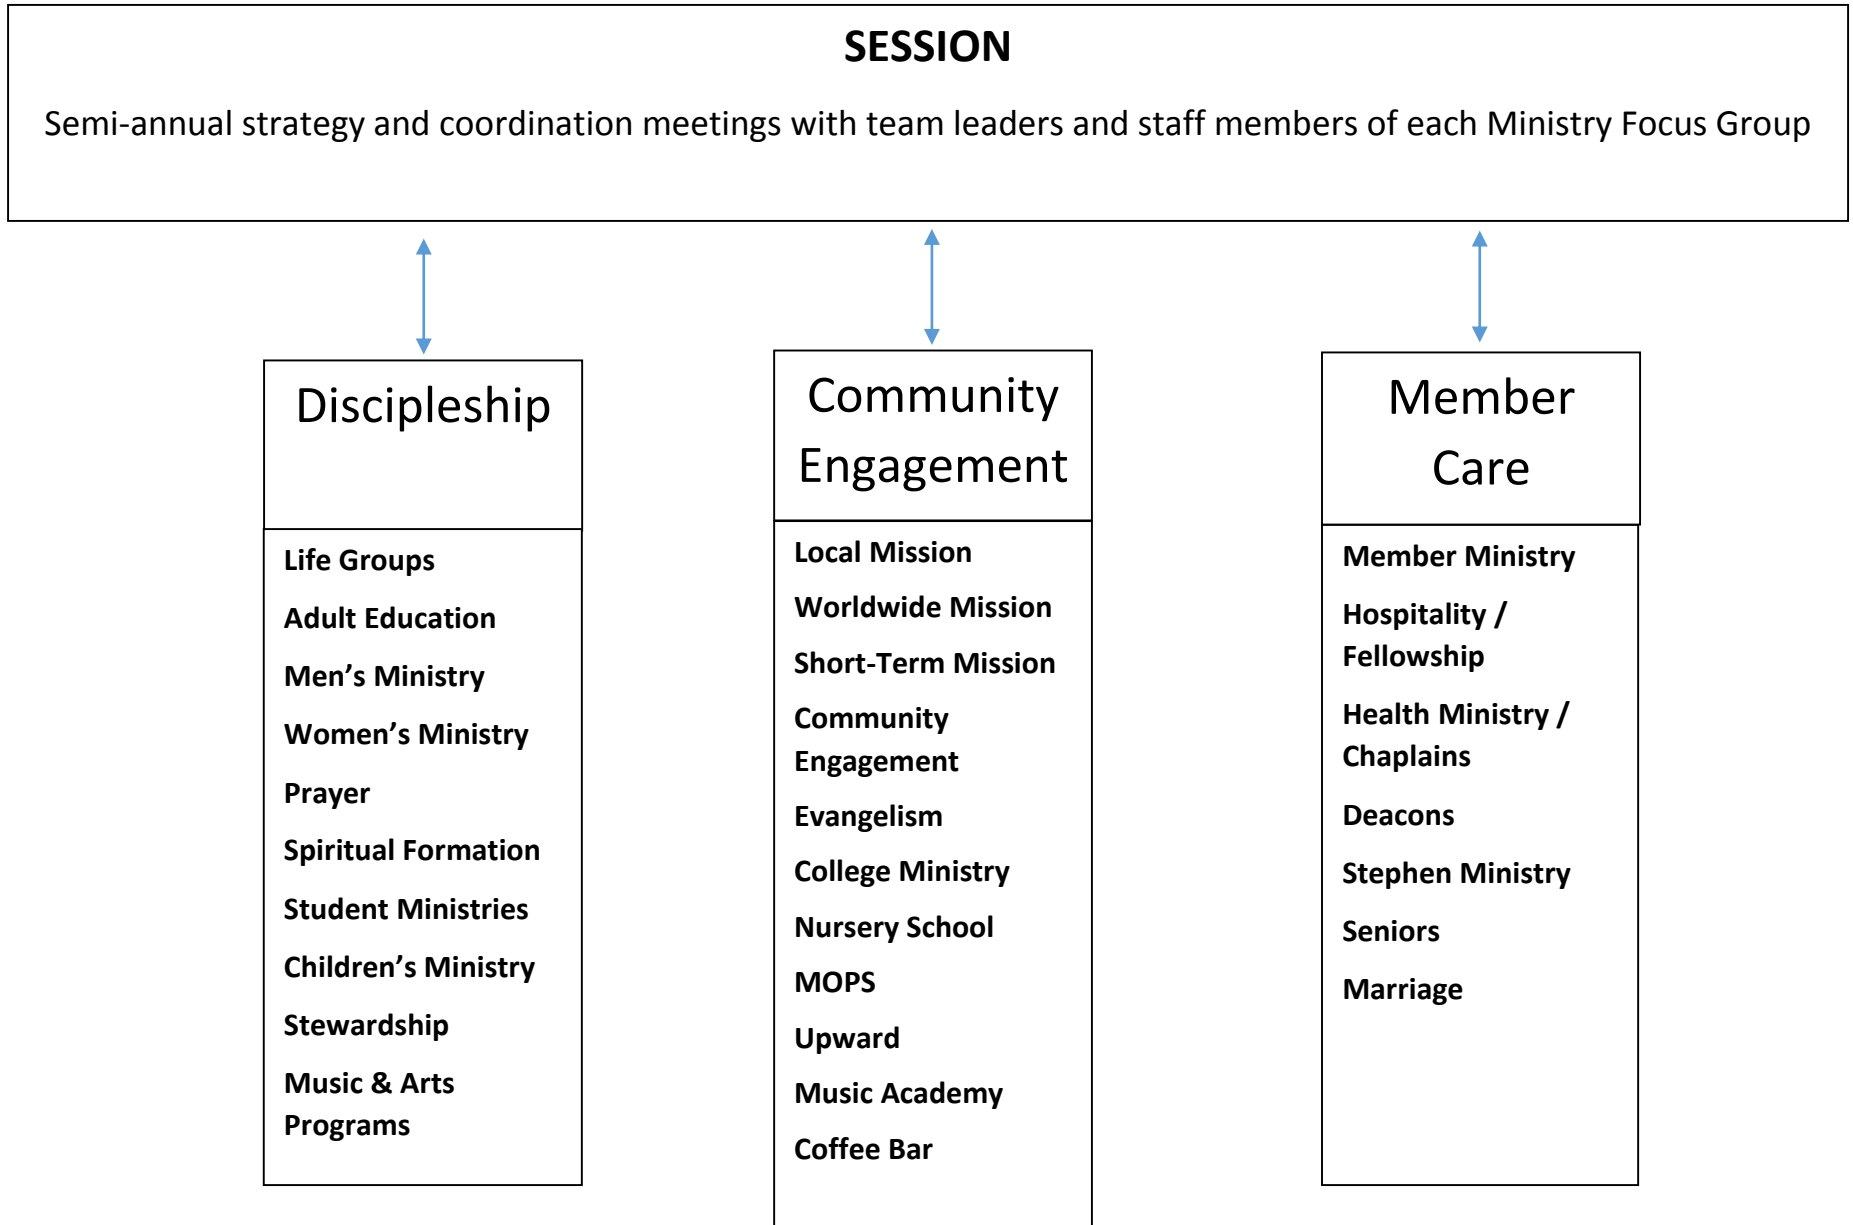 SESSION
Semi-annual strategy and coordination meetings with team leaders and staff members of each Ministry Focus Group
Discipleship
Life Groups
Adult Education
Men’s Ministry
Women’s Ministry
Prayer
Spiritual Formation
Student Ministries
Children’s Ministry
Stewardship
Music & Arts
Programs
Community
Engagement
Local Mission
Worldwide Mission
Short-Term Mission
Community
Engagement
Evangelism
College Ministry
Nursery School
MOPS
Upward
Music Academy
Coffee Bar
Member
Care
Member Ministry
Hospitality /
Fellowship
Health Ministry /
Chaplains
Deacons
Stephen Ministry
Seniors
Marriage